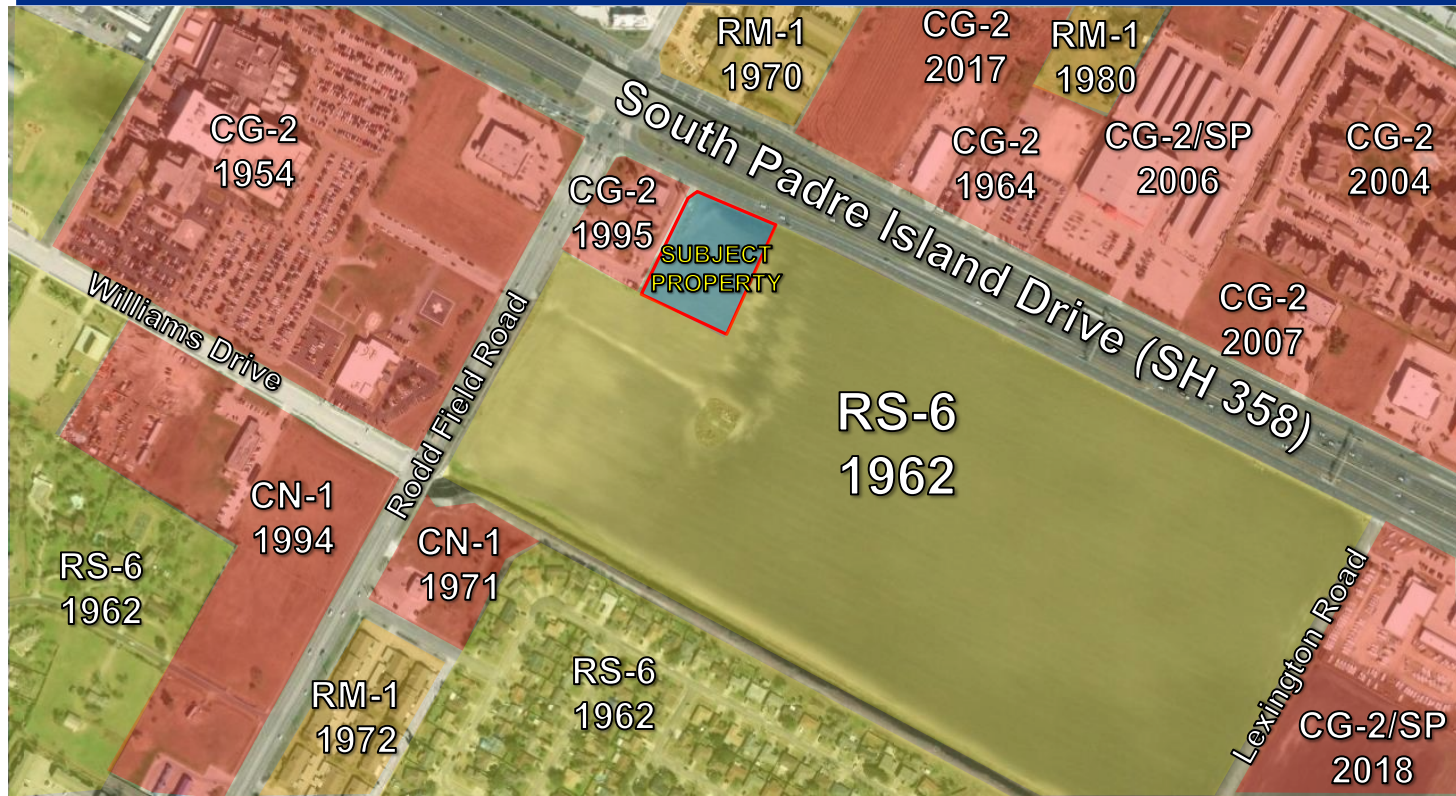 RM-1
1970
CG-2
2017
RM-1
1980
CG-2
1954
South Padre Island Drive (SH 358)
CG-2
1964
CG-2/SP
2006
CG-2
2004
CG-2
1995
SUBJECT
PROPERTY
Williams Drive
Rodd Field Road
CG-2
2007
RS-6
1962
CN-1
1994
CN-1
1971
RS-6
1962
RS-6
1962
RM-1
1972
Lexington Road
CG-2/SP
2018